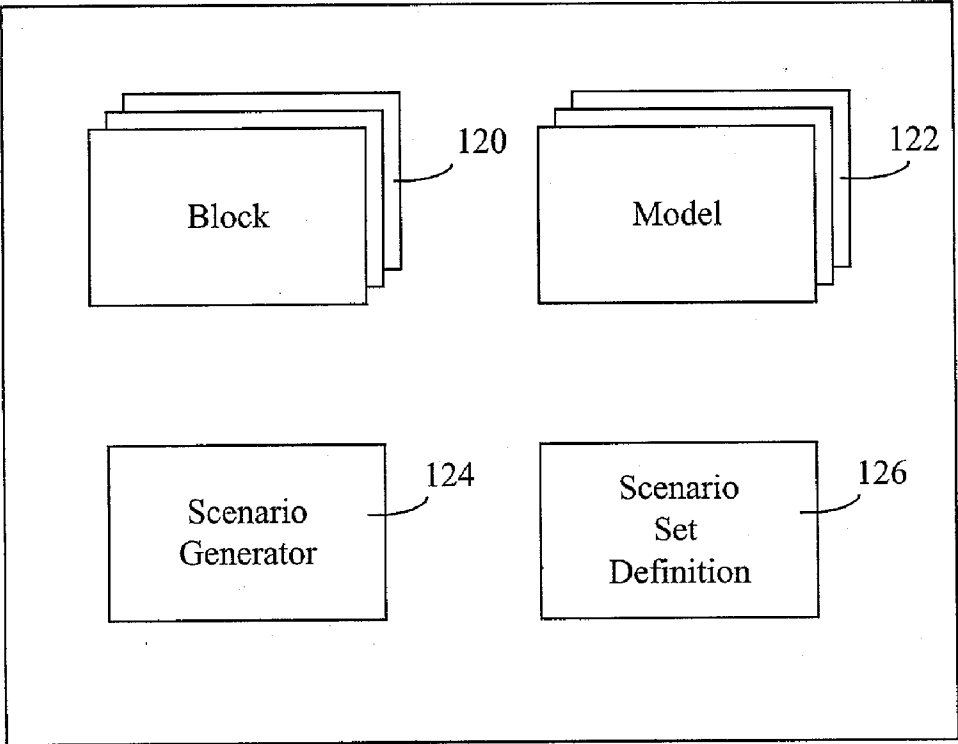 120
Block
122
Model
124
Scenario
Generator
126
Scenario
Set
Definition